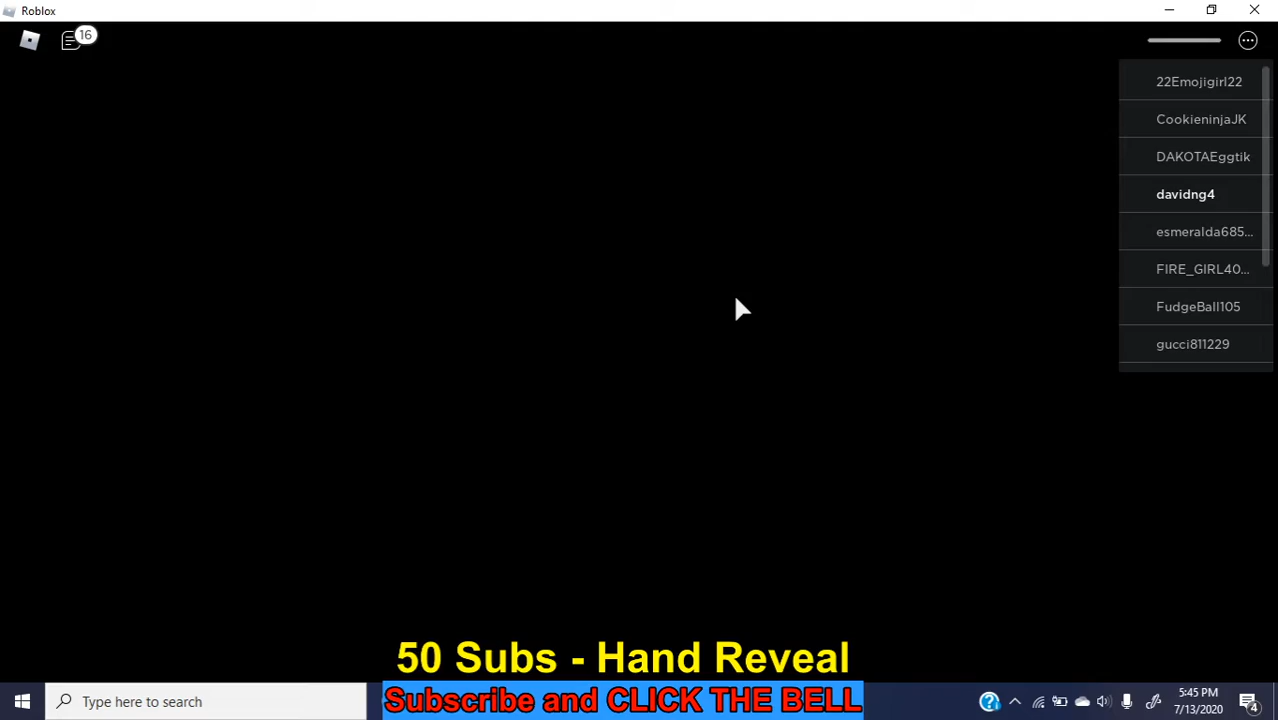 Roblox
16
22Emojigirl22
CookieninjaJK
DAKOTAEggtik
davidng4
esmeralda685...
FIRE_GIRL40...
FudgeBall105
gucci811229
50 Subs - Hand Reveal
Subscribe and CLICK THE BELL
Type here to search
5:45 PM
7/13/2020
4